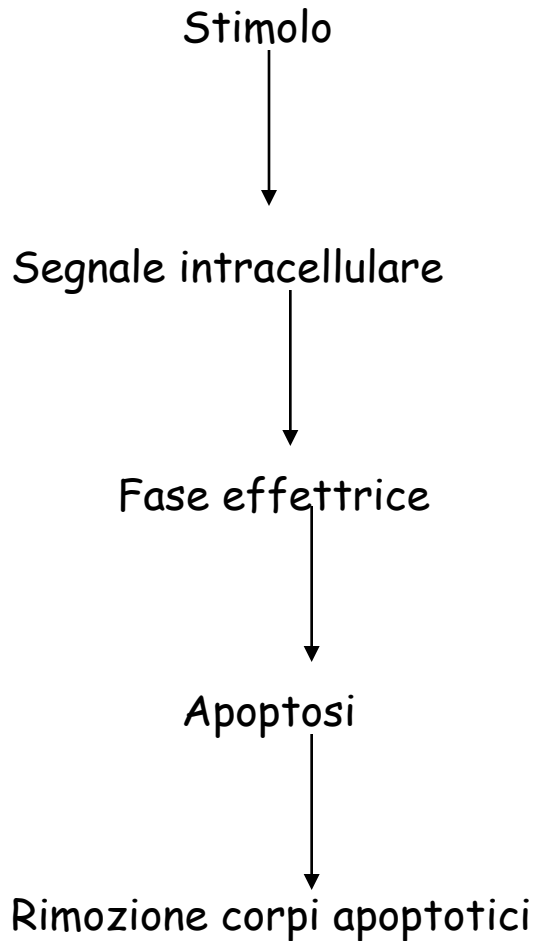 Stimolo
Segnale intracellulare
Fase effettrice
Apoptosi
Rimozione corpi apoptotici